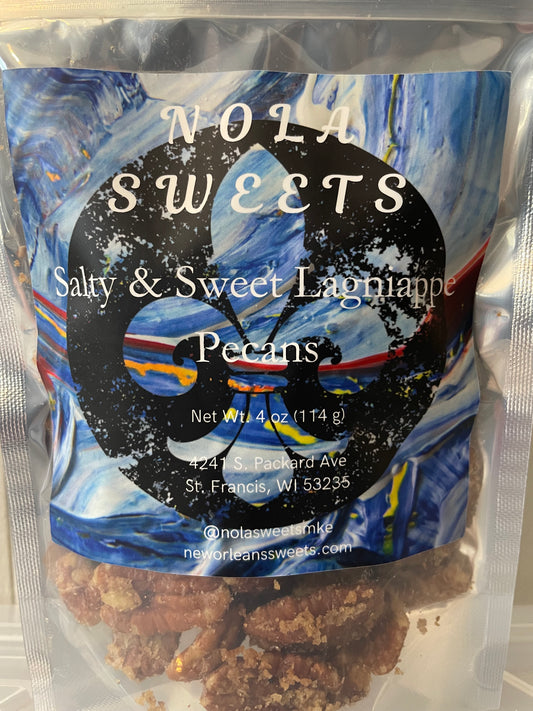 NOLA
SWEETS
Salty & Sweet Lagniappe
Pecans
Net Wt. 4 oz (114 g)
4241 S. Packard Ave
St. Francis, WI 53235
@nolasweetsmke
neworleanssweets.com